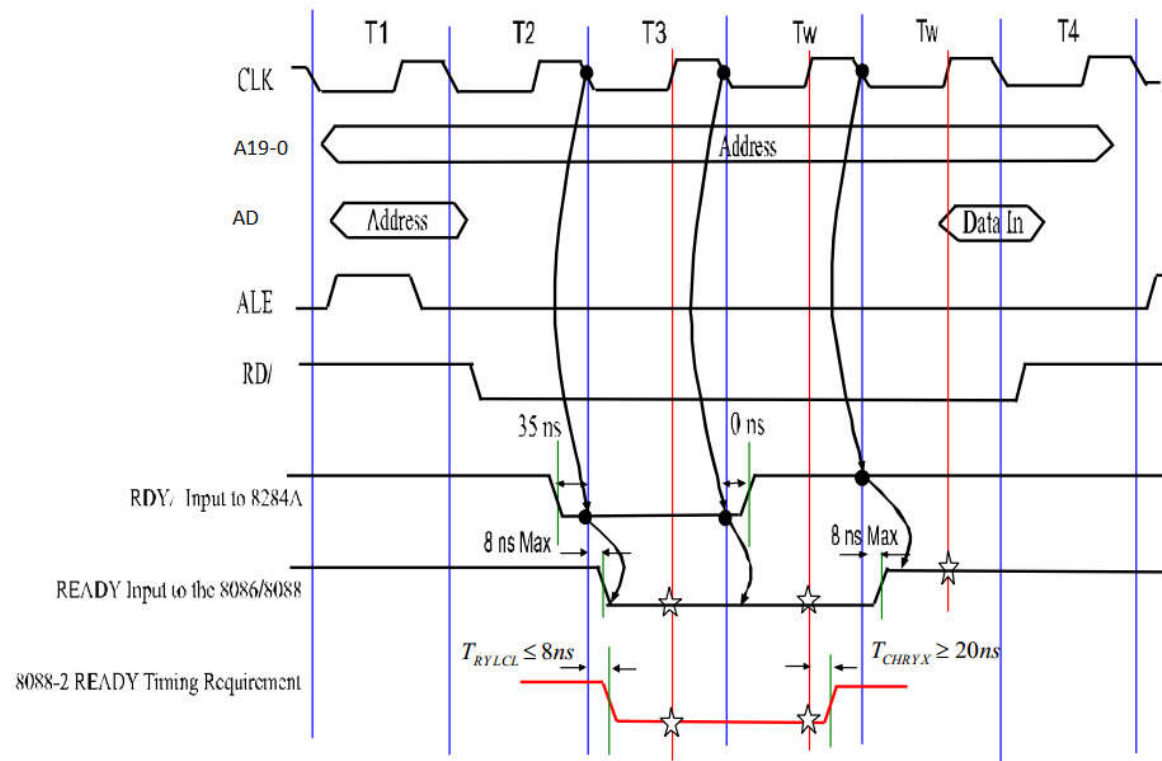 T1 T2 T3 Tw Tw T4
CLK
A19-0 Address
AD Address Data In
ALE
RD/
35 ns 0 ns
RDY/ Input to 8284A
8 ns Max 8 ns Max
READY Input to the 8086/8088
T_RYLCL ≤ 8ns T_CHRYX ≥ 20ns
8088-2 READY Timing Requirement